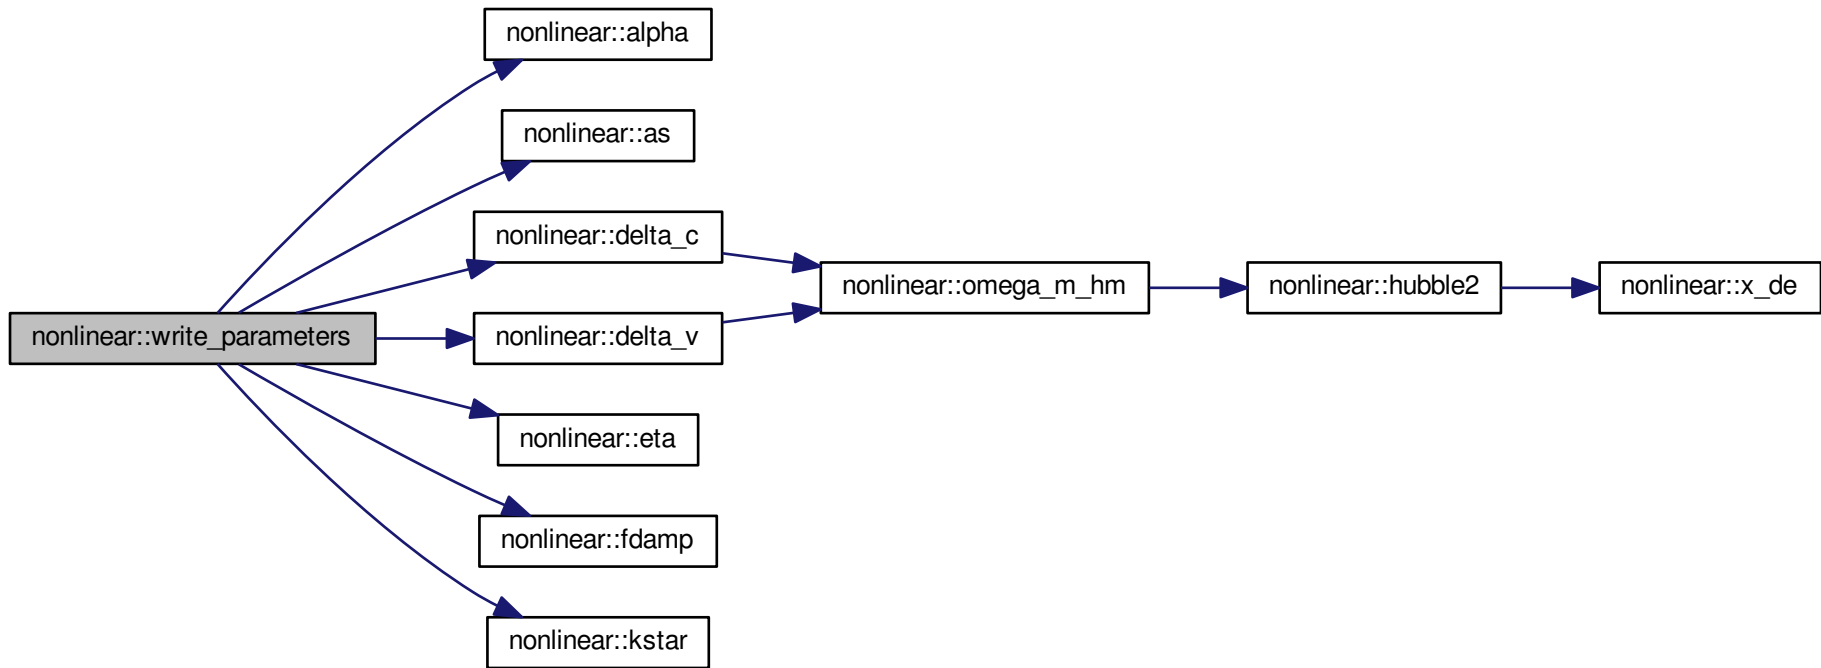 nonlinear::alpha
nonlinear::as
nonlinear::delta_c
nonlinear::omega_m_hm
nonlinear::hubble2
nonlinear::x_de
nonlinear::write_parameters
nonlinear::delta_v
nonlinear::eta
nonlinear::fdamp
nonlinear::kstar